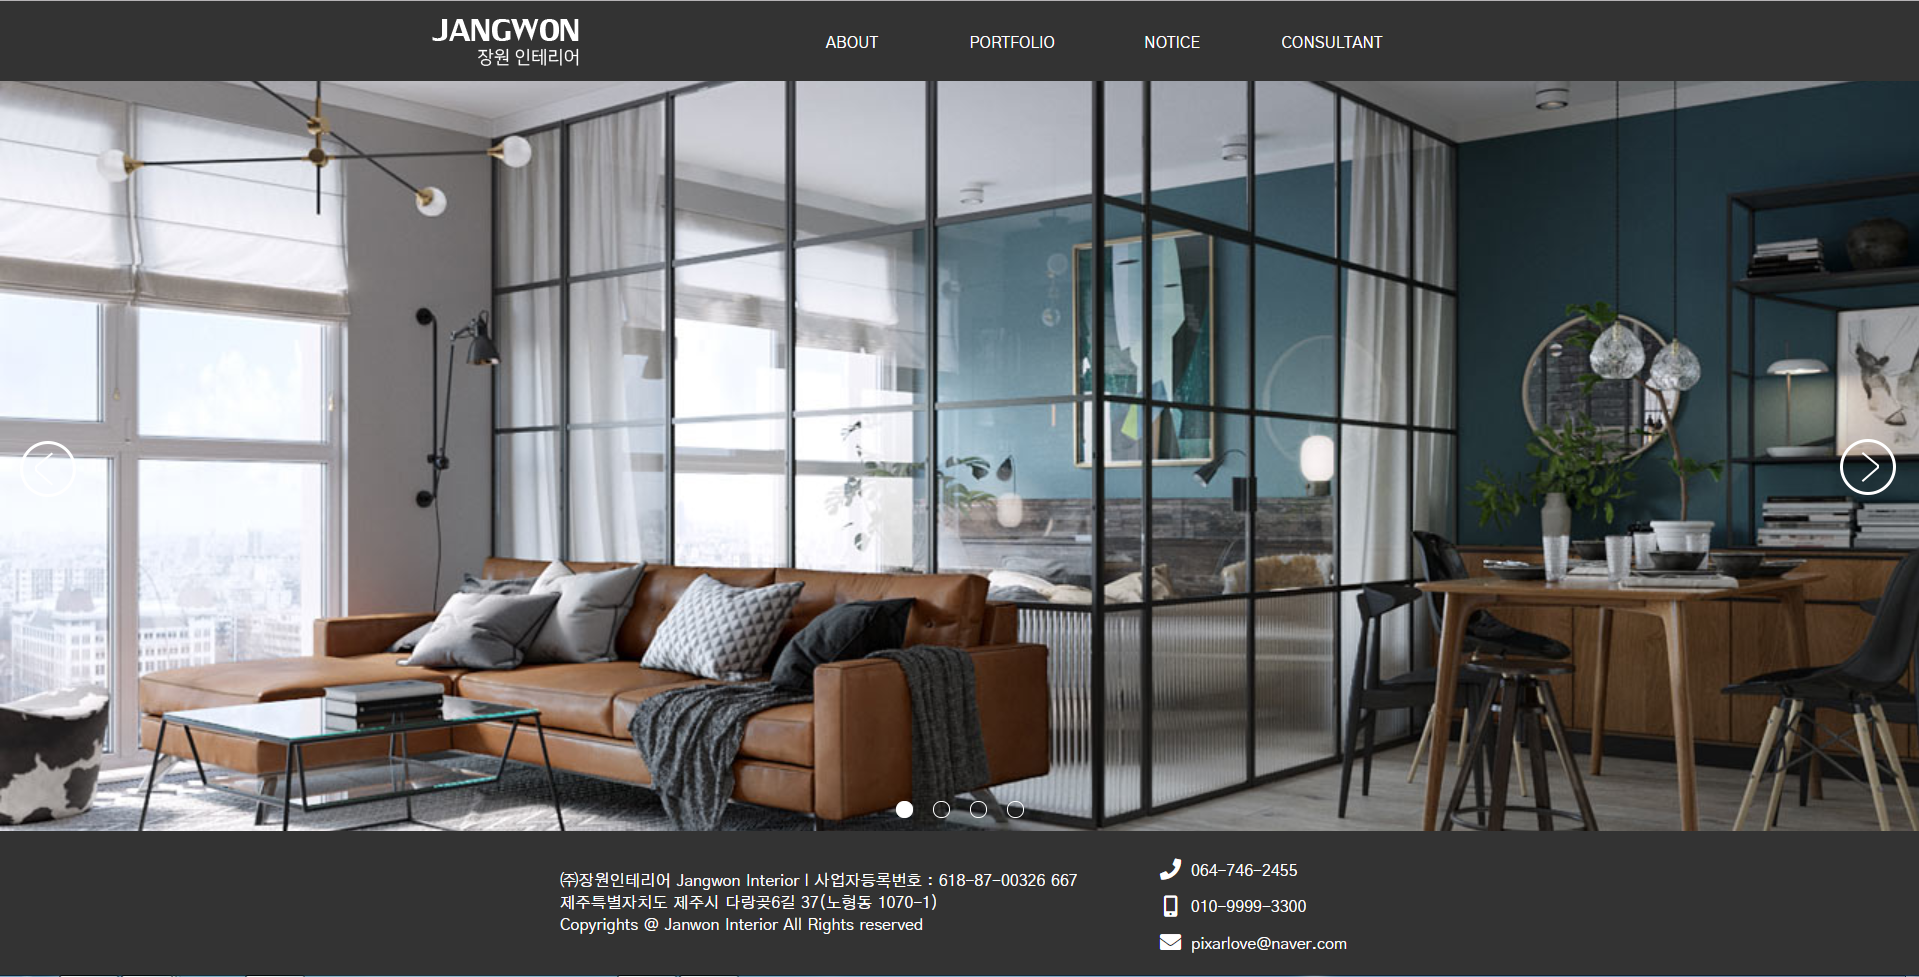 JANGWON
장원 인테리어
ABOUT PORTFOLIO NOTICE CONSULTANT
㈜장원인테리어 Jangwon Interior | 사업자등록번호 : 618-87-00326 667
제주특별자치도 제주시 다랑곶6길 37(노형동 1070-1)
Copyrights @ Janwon Interior All Rights reserved
064-746-2455
010-9999-3300
pixarlove@naver.com